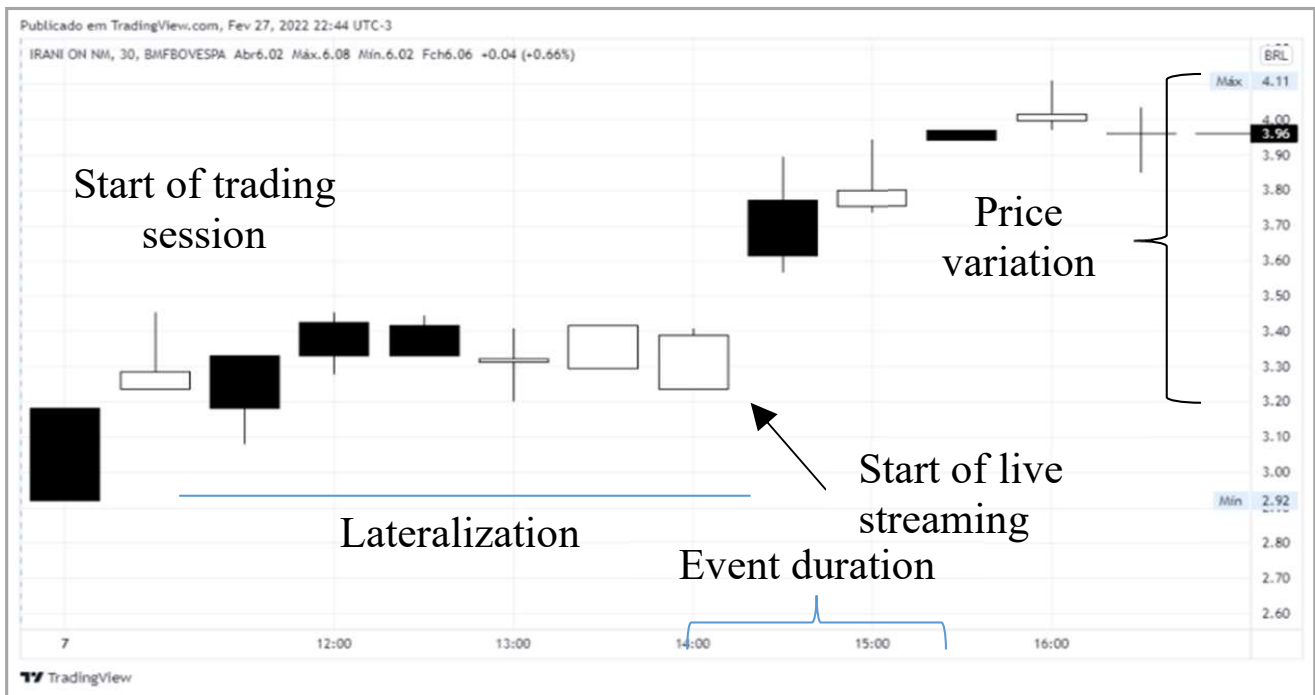 Publicado em TradingView.com, Fev 27, 2022 22:44 UTC-3
IRANI ON NM, 30, BMFBOVESPA Abr6.02 Máx.6.08 Mín.6.02 Fch6.06 +0.04 (+0.66%)
BRL
Máx 4.11
4.00
3.96
3.90
Start of trading
session
3.80
Price
variation
3.70
3.60
3.50
3.40
3.30
3.20
3.10
Start of live
streaming
3.00
Mín 2.92
Lateralization
2.80
Event duration
2.70
2.60
7 12:00 13:00 14:00 15:00 16:00
TradingView